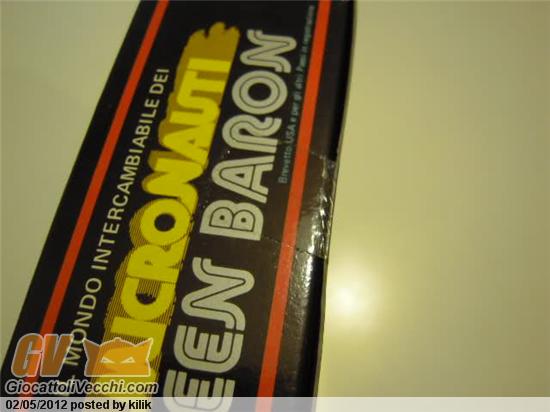 MONDO INTERCAMBIABILE DEI
MICRONAUTI
EEN BARON
Brevetto USA e per gli altri Paesi in registrazione
GV
GiocattoliVecchi.com
02/05/2012 posted by kilik